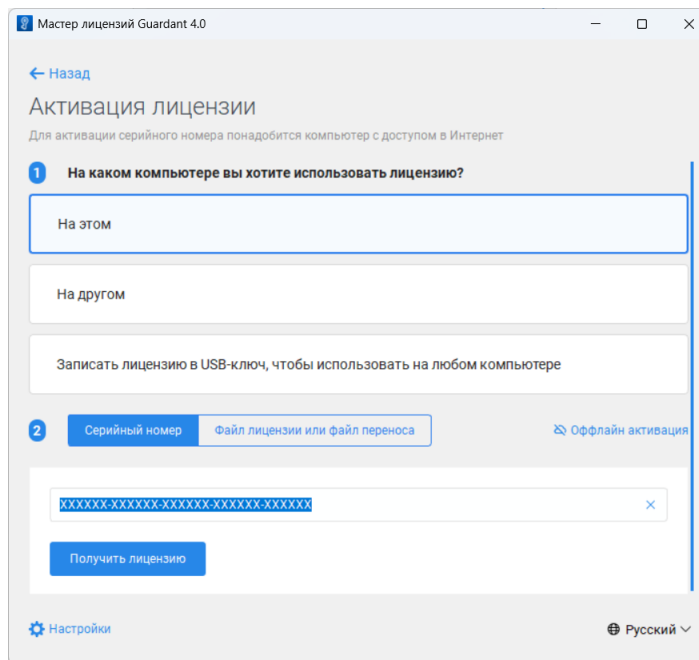 Мастер лицензий Guardant 4.0
Назад
Активация лицензии
Для активации серийного номера понадобится компьютер с доступом в Интернет
1 На каком компьютере вы хотите использовать лицензию?
На этом
На другом
Записать лицензию в USB-ключ, чтобы использовать на любом компьютере
2 Серийный номер Файл лицензии или файл переноса Оффлайн активация
XXXXXX-XXXXXX-XXXXXX-XXXXXX-XXXXXX
Получить лицензию
Настройки Русский